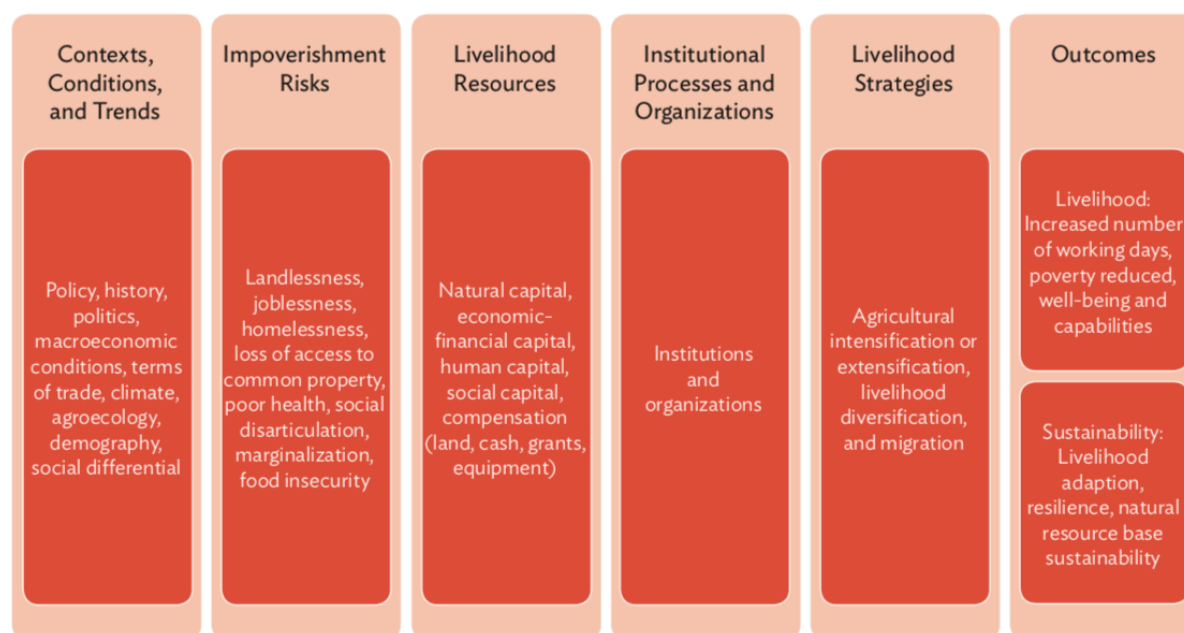 Contexts,
Conditions,
and Trends
Policy, history,
politics,
macroeconomic
conditions, terms
of trade, climate,
agroecology,
demography,
social differential
Impoverishment
Risks
Landlessness,
joblessness,
homelessness,
loss of access to
common property,
poor health, social
disarticulation,
marginalization,
food insecurity
Livelihood
Resources
Natural capital,
economic-
financial capital,
human capital,
social capital,
compensation
(land, cash, grants,
equipment)
Institutional
Processes and
Organizations
Institutions
and
organizations
Livelihood
Strategies
Agricultural
intensification or
extensification,
livelihood
diversification,
and migration
Outcomes
Livelihood:
Increased number
of working days,
poverty reduced,
well-being and
capabilities
Sustainability:
Livelihood
adaption,
resilience, natural
resource base
sustainability